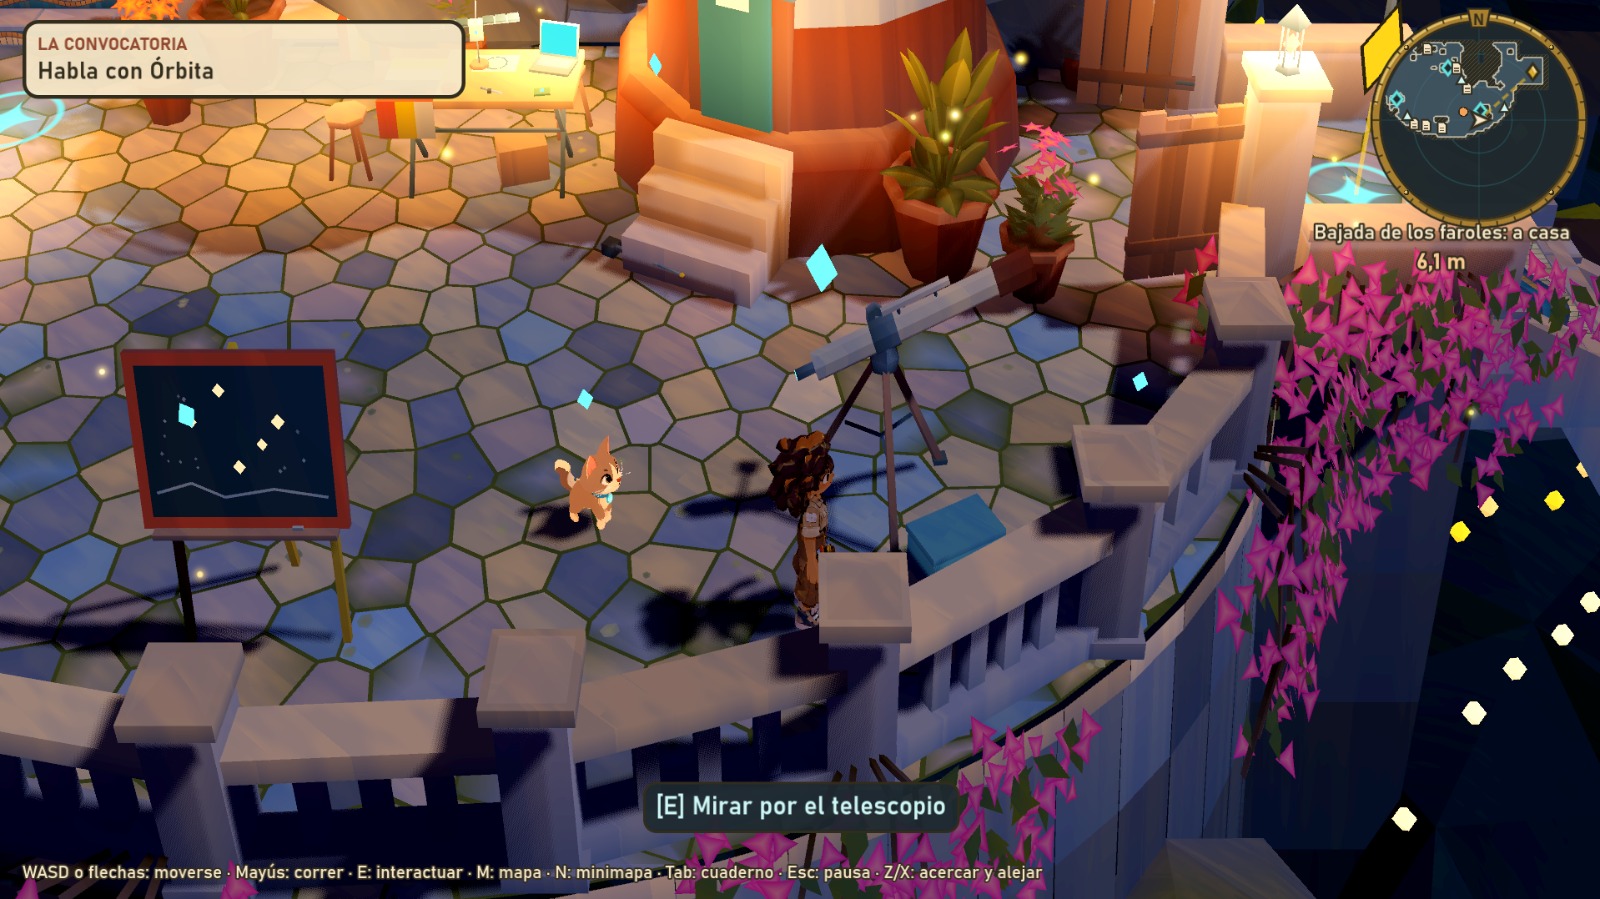 LA CONVOCATORIA
Habla con Órbita
N
Bajada de los faroles: a casa
6,1 m
[E] Mirar por el telescopio
WASD o flechas: moverse · Mayús: correr · E: interactuar · M: mapa · N: minimapa · Tab: cuaderno · Esc: pausa · Z/X: acercar y alejar